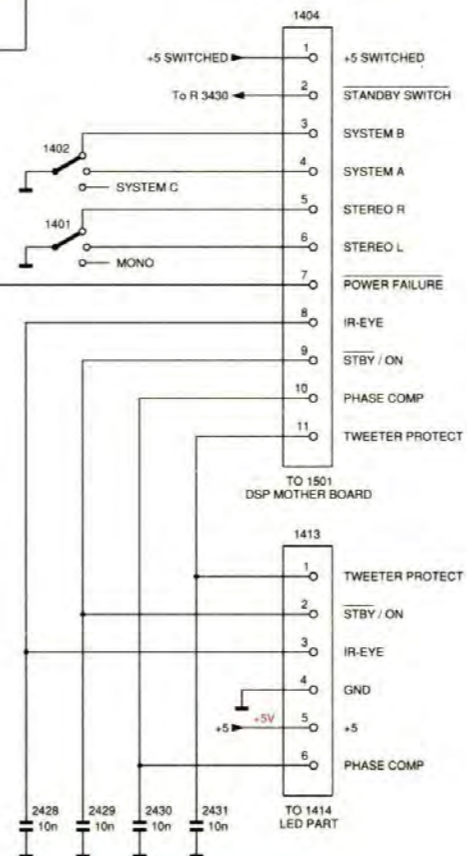 1404
+5 SWITCHED 1 +5 SWITCHED
To R 3430 2 STANDBY SWITCH
3 SYSTEM B
1402
4 SYSTEM A
SYSTEM C
5 STEREO R
1401
6 STEREO L
MONO
7 POWER FAILURE
8 IR-EYE
9 STBY / ON
10 PHASE COMP
11 TWEETER PROTECT
TO 1501
DSP MOTHER BOARD
1413
1 TWEETER PROTECT
2 STBY / ON
3 IR-EYE
4 GND
+5 +5V 5 +5
6 PHASE COMP
2428 2429 2430 2431
10n 10n 10n 10n
TO 1414
LED PART